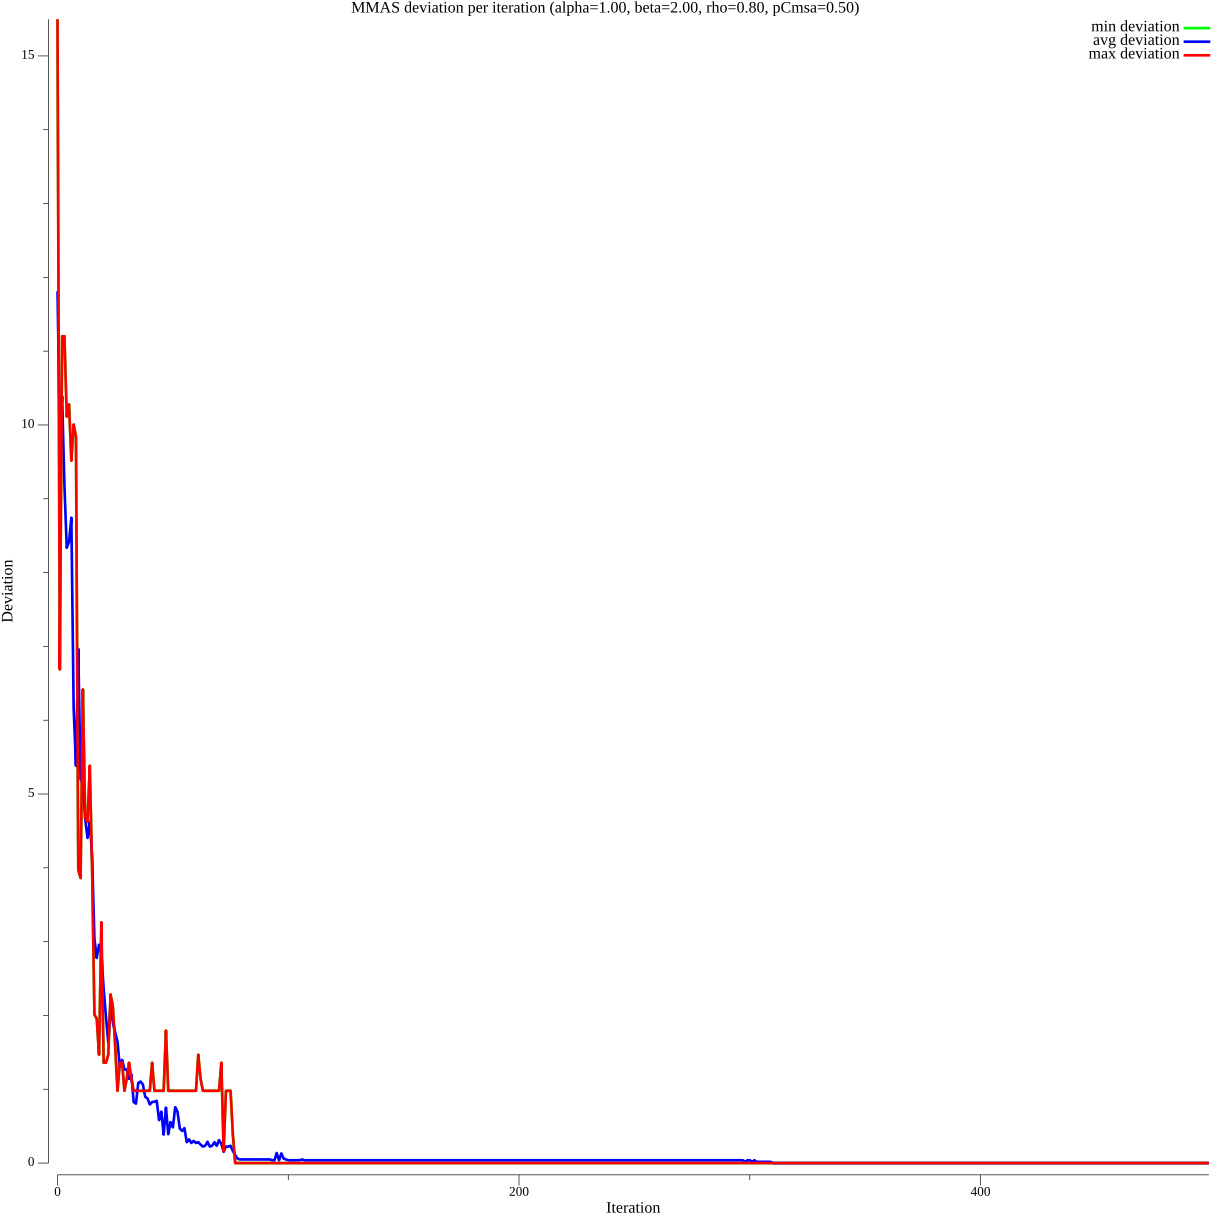 MMAS deviation per iteration (alpha=1.00, beta=2.00, rho=0.80, pCmsa=0.50)
min deviation
avg deviation
max deviation
15
10
5
0
Deviation
0
200
400
Iteration